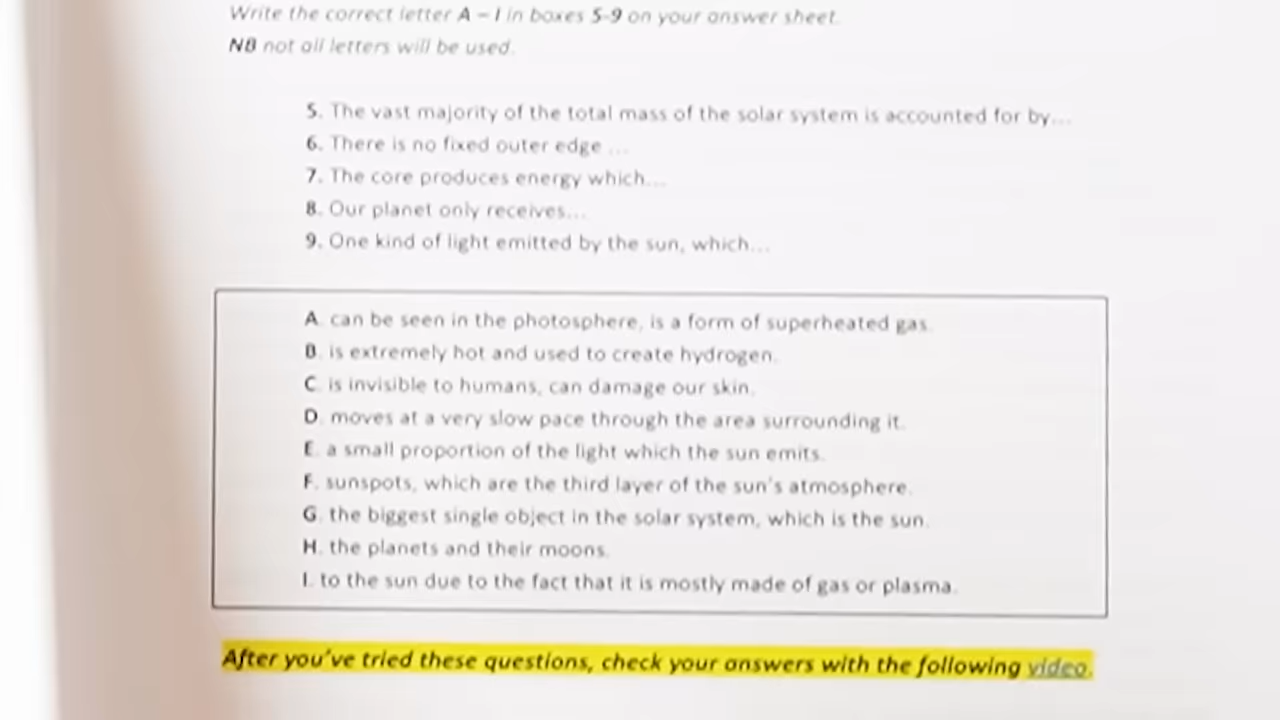 Write the correct letter A – I in boxes 5-9 on your answer sheet.
NB not all letters will be used.
5. The vast majority of the total mass of the solar system is accounted for by...
6. There is no fixed outer edge ...
7. The core produces energy which...
8. Our planet only receives...
9. One kind of light emitted by the sun, which...
A. can be seen in the photosphere, is a form of superheated gas.
B. is extremely hot and used to create hydrogen.
C. is invisible to humans, can damage our skin.
D. moves at a very slow pace through the area surrounding it.
E. a small proportion of the light which the sun emits.
F. sunspots, which are the third layer of the sun's atmosphere.
G. the biggest single object in the solar system, which is the sun.
H. the planets and their moons.
I. to the sun due to the fact that it is mostly made of gas or plasma.
After you've tried these questions, check your answers with the following video.